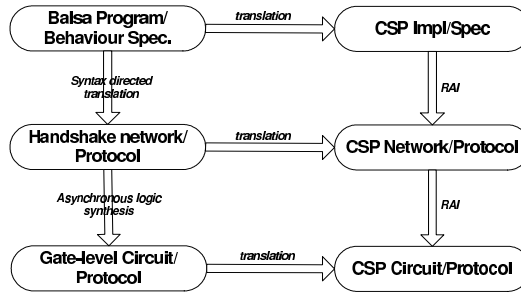 Balsa Program/
Behaviour Spec.
translation
CSP Impl/Spec
Syntax directed
translation
RAI
Handshake network/
Protocol
translation
CSP Network/Protocol
Asynchronous logic
synthesis
RAI
Gate-level Circuit/
Protocol
translation
CSP Circuit/Protocol